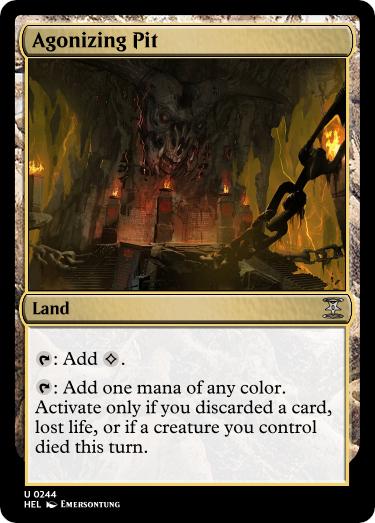 Agonizing Pit
Land
: Add .
: Add one mana of any color.
Activate only if you discarded a card,
lost life, or if a creature you control
died this turn.
U 0244
HEL Emersontung